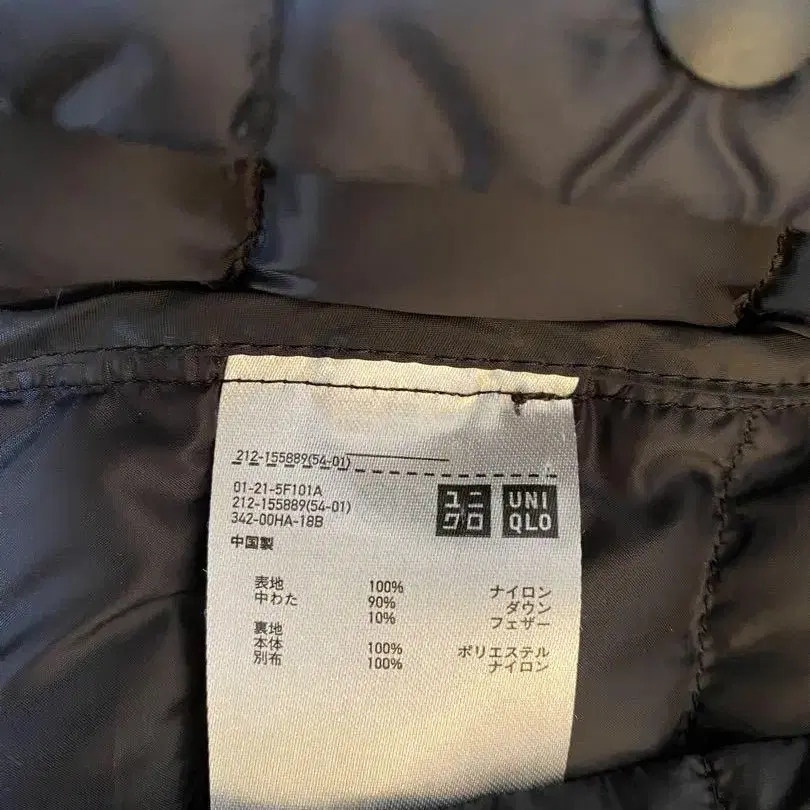 212-155889(54-01)
01-21-5F101A
212-155889(54-01)
342-00HA-18B
中国製
ユニ
クロ
UNI
QLO
表地 100% ナイロン
中わた 90% ダウン
10% フェザー
裏地
本体 100% ポリエステル
別布 100% ナイロン